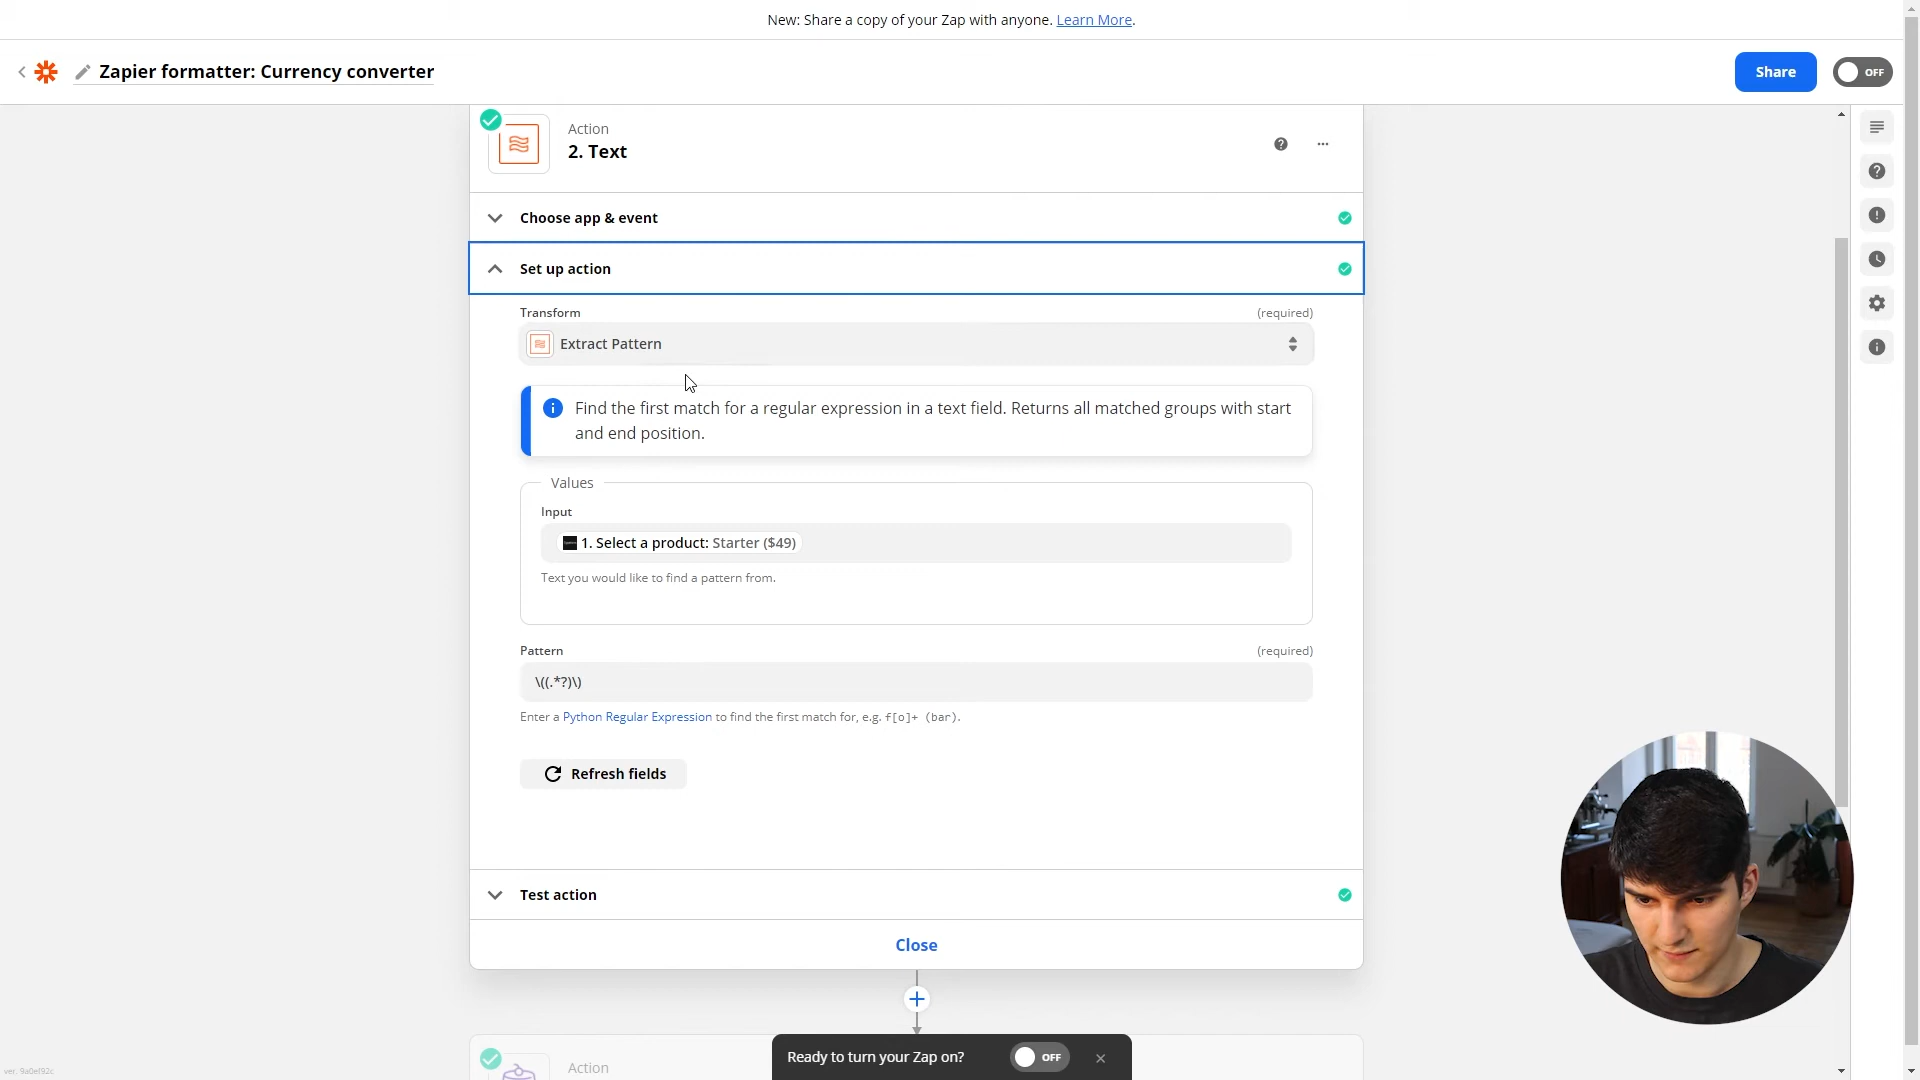 New: Share a copy of your Zap with anyone. Learn More.
Zapier formatter: Currency converter
Share
OFF
Action
2. Text
Choose app & event
Set up action
Transform
(required)
Extract Pattern
Find the first match for a regular expression in a text field. Returns all matched groups with start
and end position.
Values
Input
1. Select a product: Starter ($49)
Text you would like to find a pattern from.
Pattern
(required)
\((.*?)\)
Enter a Python Regular Expression to find the first match for, e.g. f[o]+ (bar).
Refresh fields
Test action
Close
Ready to turn your Zap on?
OFF
Action
ver. 9a0ef92c